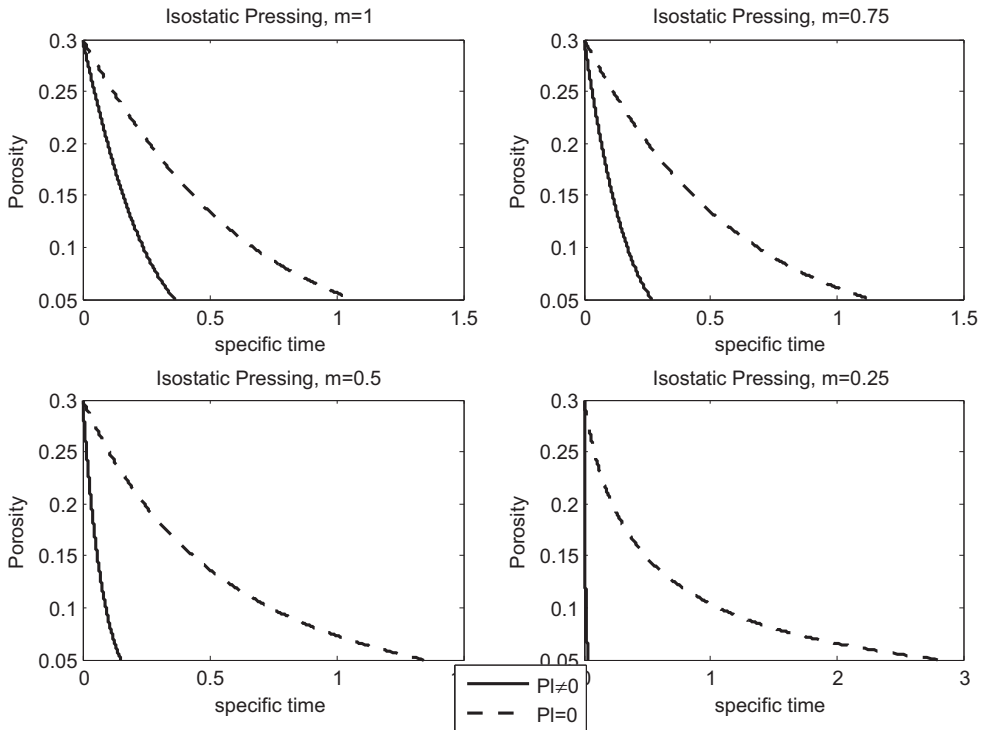 Isostatic Pressing, m=1
0.3
0.25
0.2
0.15
0.1
0.05
Porosity
0 0.5 1 1.5
specific time
Isostatic Pressing, m=0.75
0.3
0.25
0.2
0.15
0.1
0.05
Porosity
0 0.5 1 1.5
specific time
Isostatic Pressing, m=0.5
0.3
0.25
0.2
0.15
0.1
0.05
Porosity
0 0.5 1
specific time
Isostatic Pressing, m=0.25
0.3
0.25
0.2
0.15
0.1
0.05
Porosity
1 2 3
specific time
Pl≠0
Pl=0